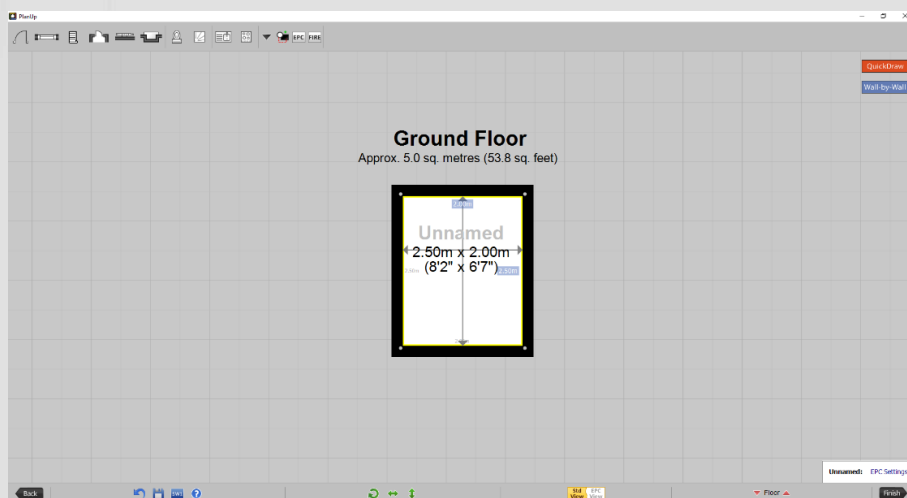 PlanUp
EPC FIRE
QuickDraw
Wall-by-Wall
Ground Floor
Approx. 5.0 sq. metres (53.8 sq. feet)
Unnamed
2.50m x 2.00m
(8'2" x 6'7")
2.50m
Unnamed: EPC Settings
Back
Std View
EPC View
Floor
Finish